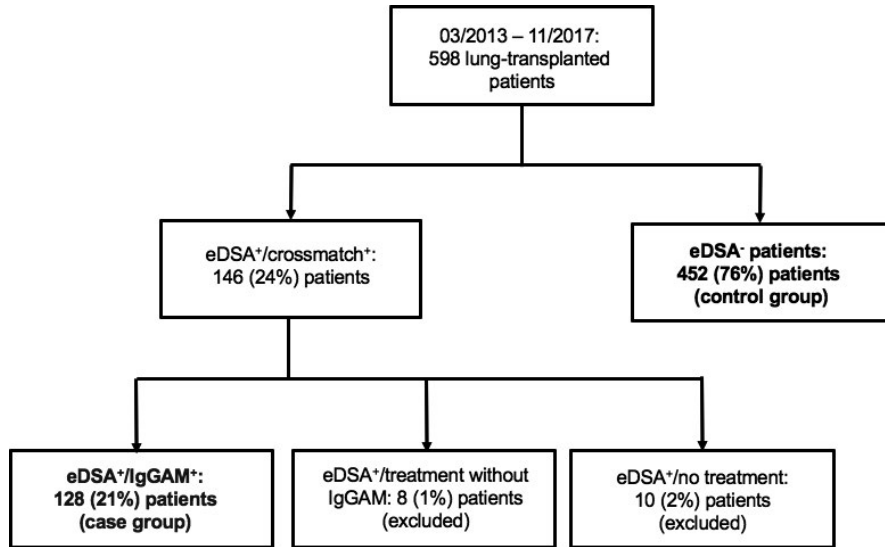 03/2013 – 11/2017:
598 lung-transplanted
patients
eDSA⁺/crossmatch⁺:
146 (24%) patients
eDSA⁻ patients:
452 (76%) patients
(control group)
eDSA⁺/IgGAM⁺:
128 (21%) patients
(case group)
eDSA⁺/treatment without
IgGAM: 8 (1%) patients
(excluded)
eDSA⁺/no treatment:
10 (2%) patients
(excluded)